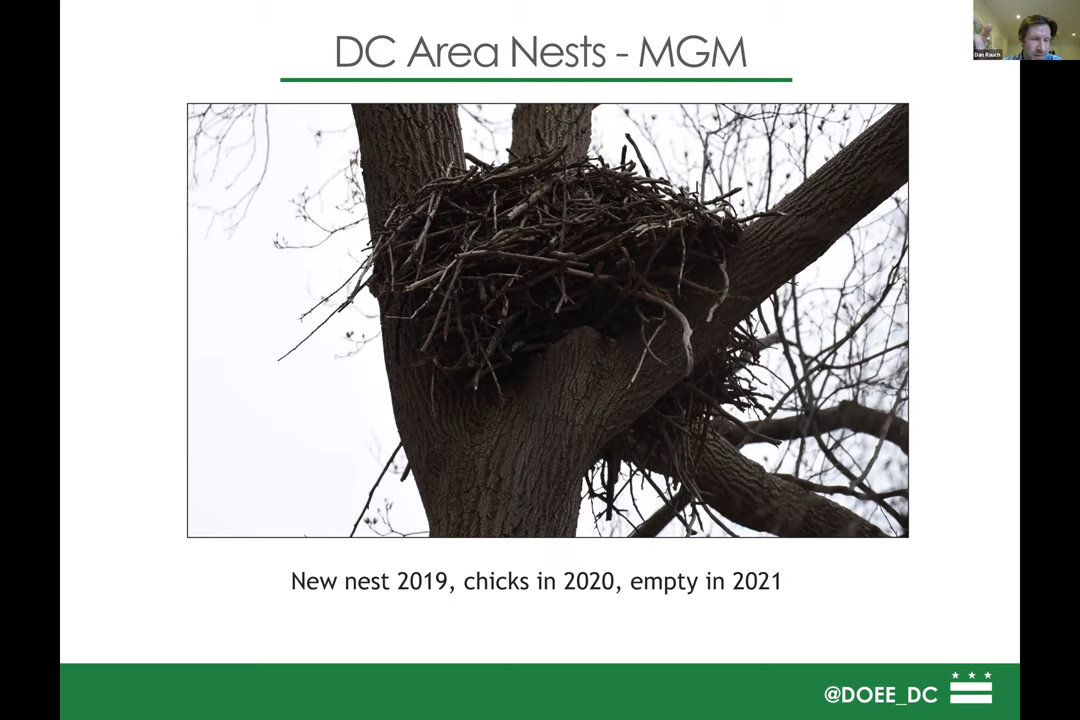 DC Area Nests - MGM
Dan Rauch
New nest 2019, chicks in 2020, empty in 2021
@DOEE_DC